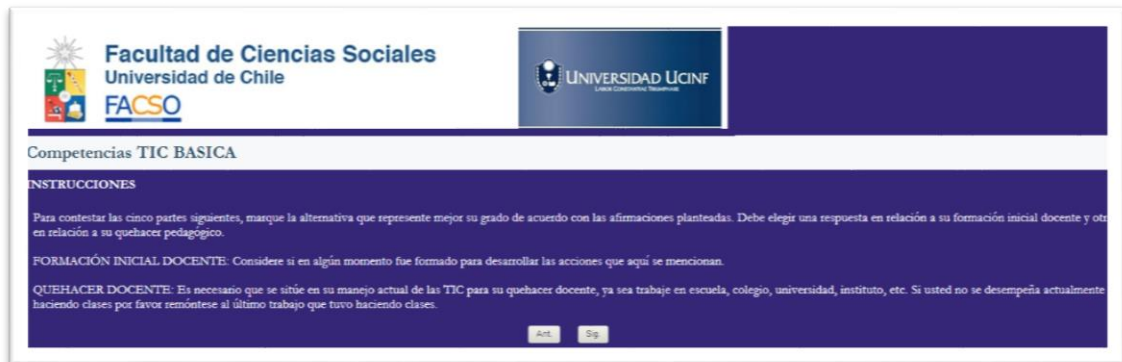 Facultad de Ciencias Sociales
Universidad de Chile
FACSO
UNIVERSIDAD UCINF
Competencias TIC BASICA
INSTRUCCIONES
Para contestar las cinco partes siguientes, marque la alternativa que represente mejor su grado de acuerdo con las afirmaciones planteadas. Debe elegir una respuesta en relación a su formación inicial docente y otr
en relación a su quehacer pedagógico.
FORMACIÓN INICIAL DOCENTE: Considere si en algún momento fue formado para desarrollar las acciones que aquí se mencionan.
QUEHACER DOCENTE: Es necesario que se sitúe en su manejo actual de las TIC para su quehacer docente, ya sea trabaje en escuela, colegio, universidad, instituto, etc. Si usted no se desempeña actualmente
haciendo clases por favor remóntese al último trabajo que tuvo haciendo clases.
Ant. Sig.